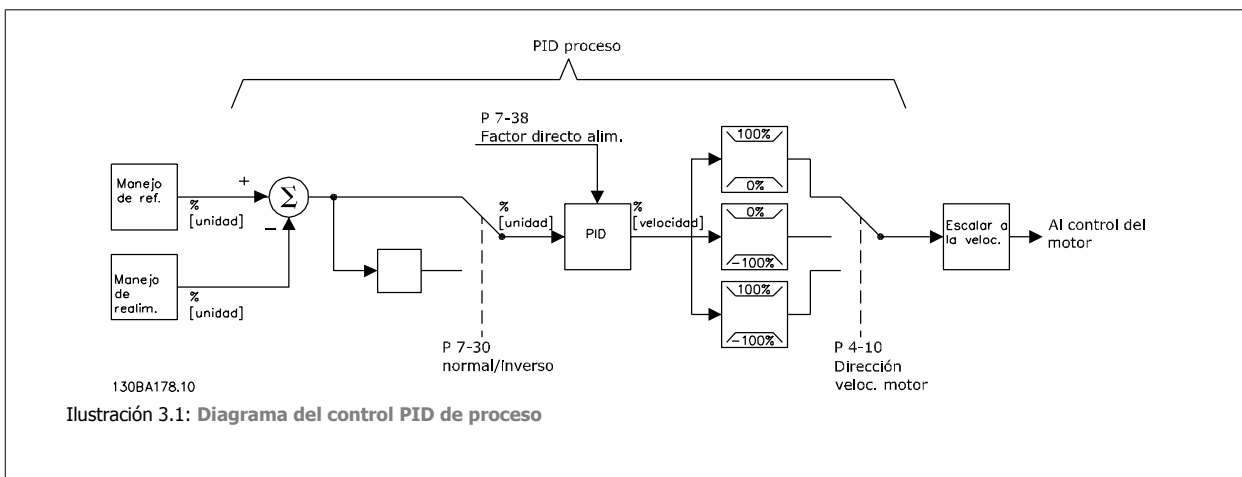 PID proceso
P 7-38
Factor directo alim.
Manejo
de ref.
+
%
[unidad]
Σ
−
Manejo
de
realim.
%
[unidad]
%
[unidad]
PID
%
[velocidad]
100%
0%
0%
−100%
100%
−100%
Escalar a
la veloc.
Al control del
motor
P 7-30
normal/inverso
P 4-10
Dirección
veloc. motor
130BA178.10
Ilustración 3.1: Diagrama del control PID de proceso